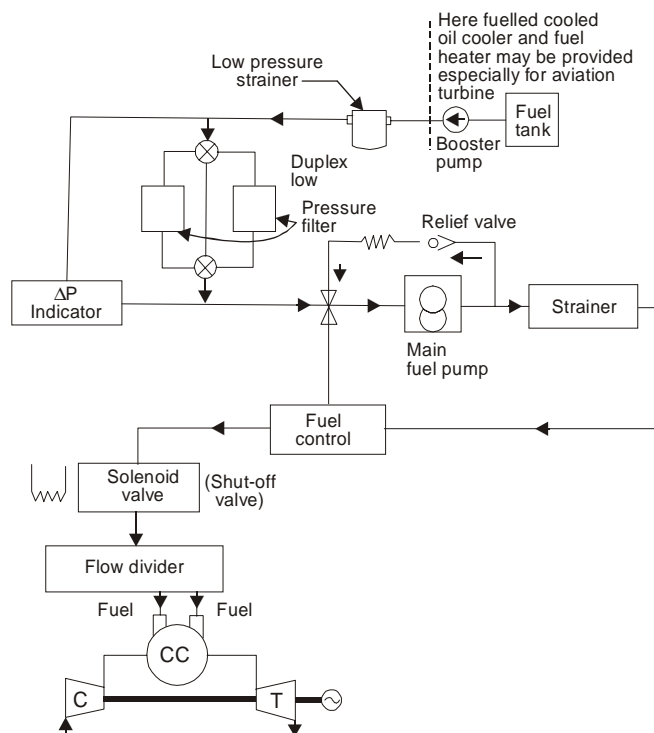 Here fuelled cooled
oil cooler and fuel
heater may be provided
especially for aviation
turbine
Low pressure
strainer
Fuel
tank
Booster
pump
Duplex
low
Pressure
filter
Relief valve
ΔP
Indicator
Strainer
Main
fuel pump
Fuel
control
Solenoid
valve
(Shut-off
valve)
Flow divider
Fuel
Fuel
CC
C
T